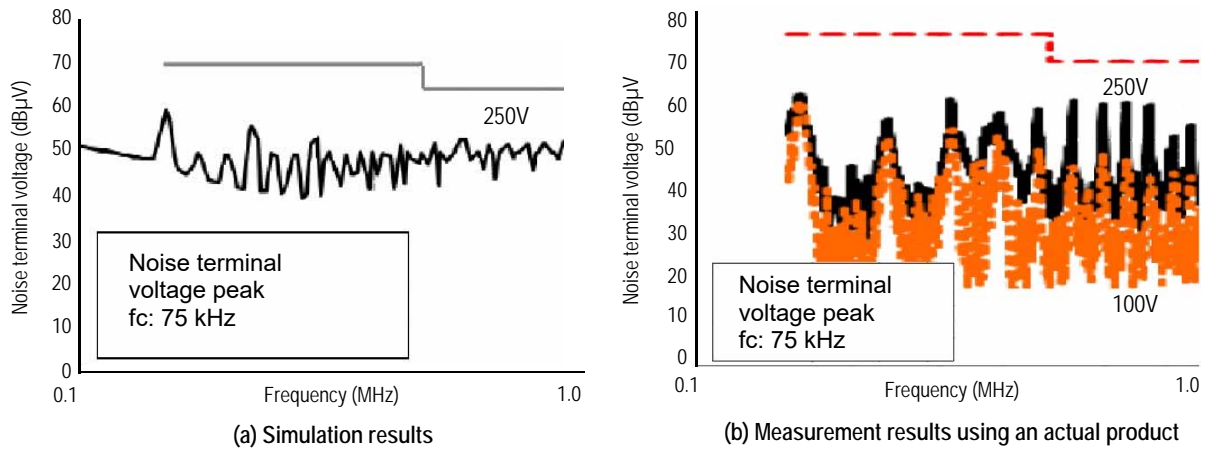 80
70
60
50
40
30
20
10
0
Noise terminal voltage (dBµV)
250V
Noise terminal
voltage peak
fc: 75 kHz
0.1
Frequency (MHz)
1.0
(a) Simulation results
80
70
60
50
40
30
20
10
0
Noise terminal voltage (dBµV
250V
100V
Noise terminal
voltage peak
fc: 75 kHz
0.1
Frequency (MHz)
1.0
(b) Measurement results using an actual product